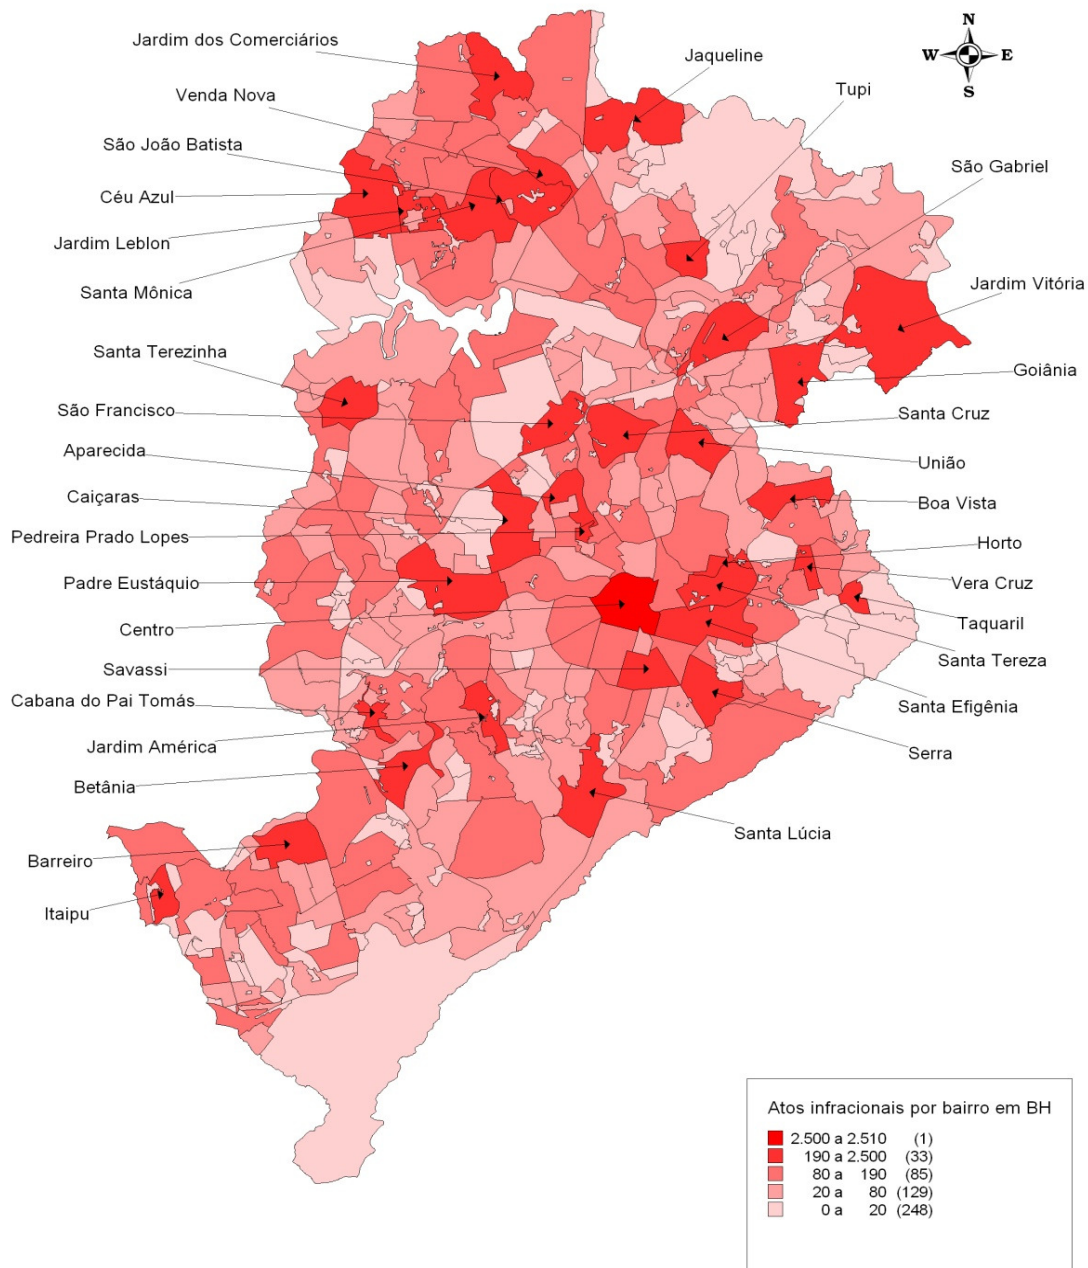 N
W E
S
Jardim dos Comerciários
Jaqueline
Venda Nova
Tupi
São João Batista
São Gabriel
Céu Azul
Jardim Leblon
Santa Mônica
Jardim Vitória
Santa Terezinha
Goiânia
São Francisco
Santa Cruz
Aparecida
União
Caiçaras
Boa Vista
Pedreira Prado Lopes
Horto
Padre Eustáquio
Vera Cruz
Centro
Taquaril
Savassi
Santa Tereza
Cabana do Pai Tomás
Santa Efigênia
Jardim América
Serra
Betânia
Santa Lúcia
Barreiro
Itaipu
Atos infracionais por bairro em BH
2.500 a 2.510 (1)
190 a 2.500 (33)
80 a 190 (85)
20 a 80 (129)
0 a 20 (248)